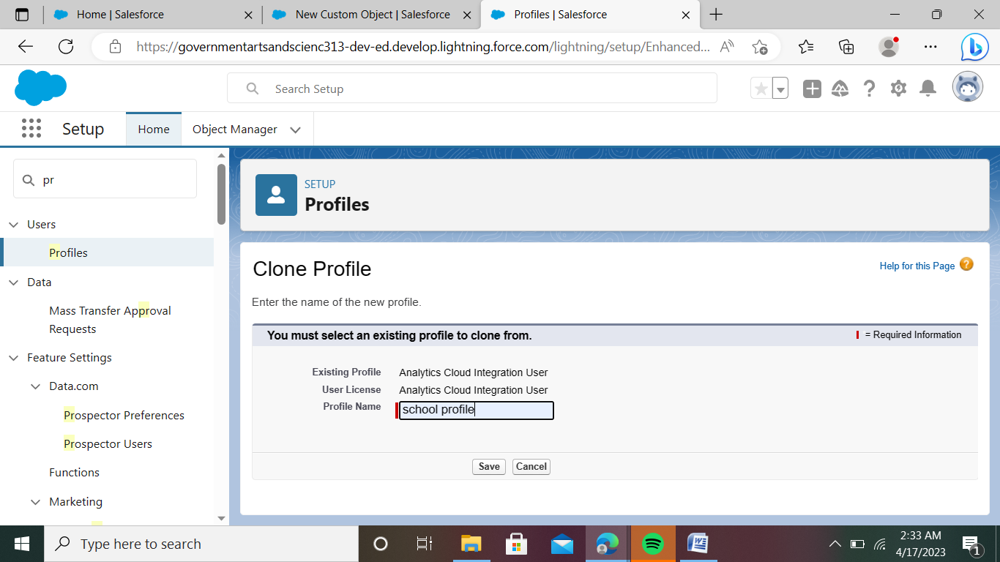 Home | Salesforce
New Custom Object | Salesforce
Profiles | Salesforce
https://governmentartsandscienc313-dev-ed.develop.lightning.force.com/lightning/setup/Enhanced...
Search Setup
Setup
Home
Object Manager
pr
Users
Profiles
Data
Mass Transfer Approval
Requests
Feature Settings
Data.com
Prospector Preferences
Prospector Users
Functions
Marketing
SETUP
Profiles
Clone Profile
Help for this Page
Enter the name of the new profile.
You must select an existing profile to clone from.
= Required Information
Existing Profile Analytics Cloud Integration User
User License Analytics Cloud Integration User
Profile Name school profile
Save Cancel
Type here to search
2:33 AM
4/17/2023
1